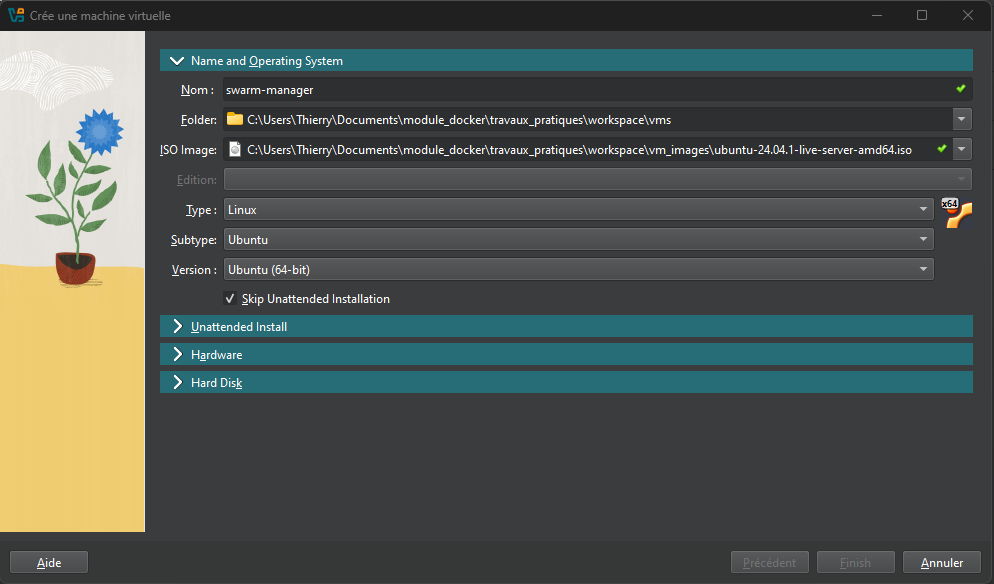 Crée une machine virtuelle
Name and Operating System
Nom : swarm-manager
Folder: C:\Users\Thierry\Documents\module_docker\travaux_pratiques\workspace\vms
ISO Image: C:\Users\Thierry\Documents\module_docker\travaux_pratiques\workspace\vm_images\ubuntu-24.04.1-live-server-amd64.iso
Edition:
Type : Linux x64
Subtype: Ubuntu
Version : Ubuntu (64-bit)
Skip Unattended Installation
Unattended Install
Hardware
Hard Disk
Aide Précédent Finish Annuler